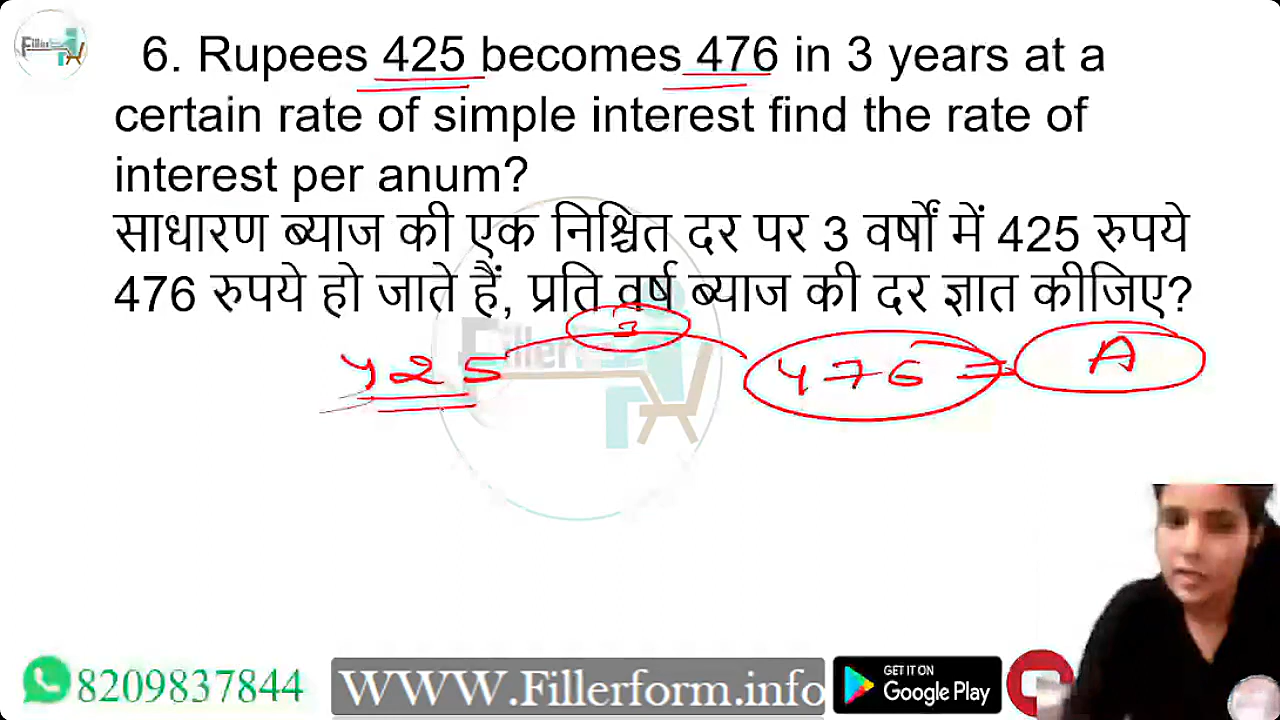 Filler
6. Rupees 425 becomes 476 in 3 years at a
certain rate of simple interest find the rate of
interest per anum?
साधारण ब्याज की एक निश्चित दर पर 3 वर्षों में 425 रुपये
476 रुपये हो जाते हैं, प्रति वर्ष ब्याज की दर ज्ञात कीजिए?
3
425 476 = A
8209837844
WWW.Fillerform.info
GET IT ON
Google Play